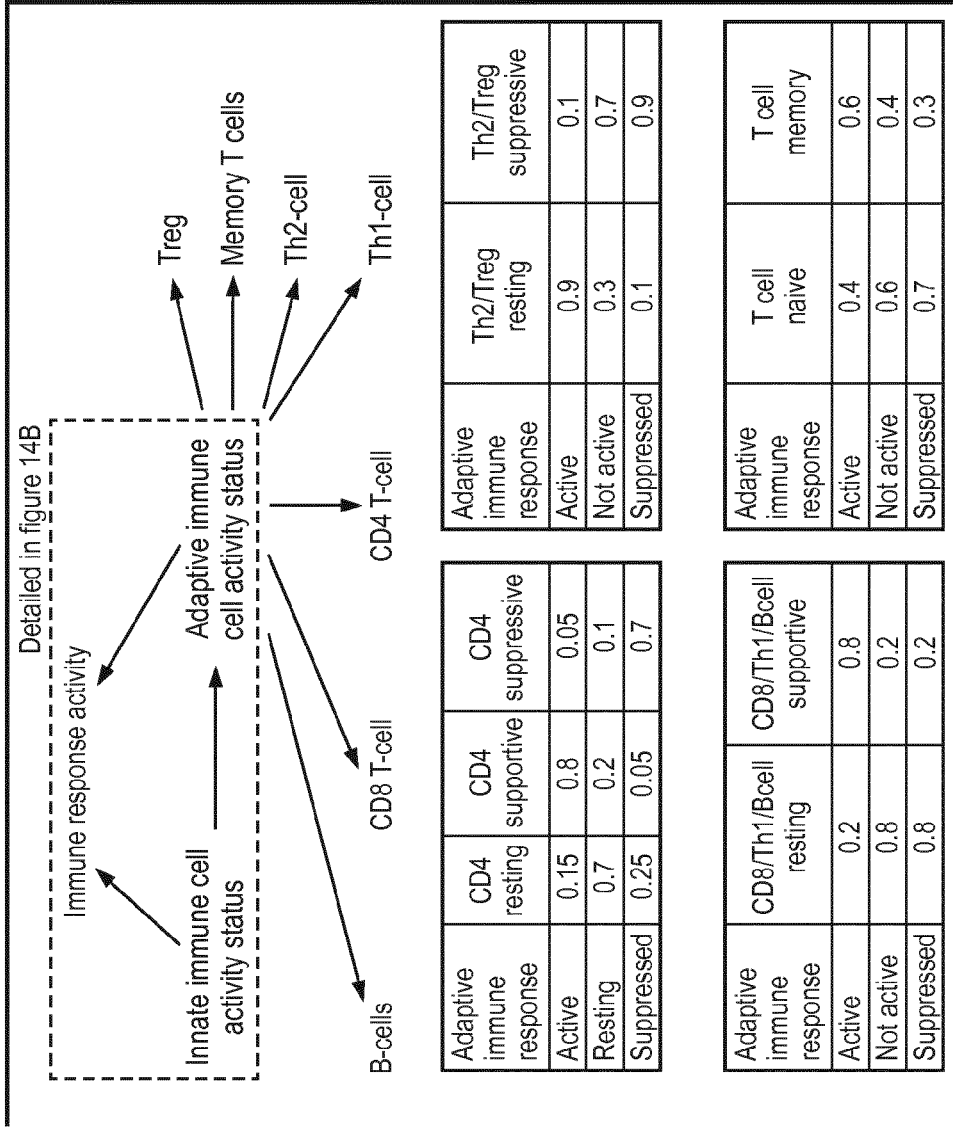 Detailed in figure 14B
Immune response activity
Innate immune cell
activity status
Adaptive immune
cell activity status
Treg
Memory T cells
Th2-cell
Th1-cell
B-cells
CD8 T-cell
CD4 T-cell
Adaptive
immune
response
CD4
resting
CD4
supportive
CD4
suppressive
Active 0.15 0.8 0.05
Resting 0.7 0.2 0.1
Suppressed 0.25 0.05 0.7
Adaptive
immune
response
Th2/Treg
resting
Th2/Treg
suppressive
Active 0.9 0.1
Not active 0.3 0.7
Suppressed 0.1 0.9
Adaptive
immune
response
CD8/Th1/Bcell
resting
CD8/Th1/Bcell
supportive
Active 0.2 0.8
Not active 0.8 0.2
Suppressed 0.8 0.2
Adaptive
immune
response
T cell
naive
T cell
memory
Active 0.4 0.6
Not active 0.6 0.4
Suppressed 0.7 0.3